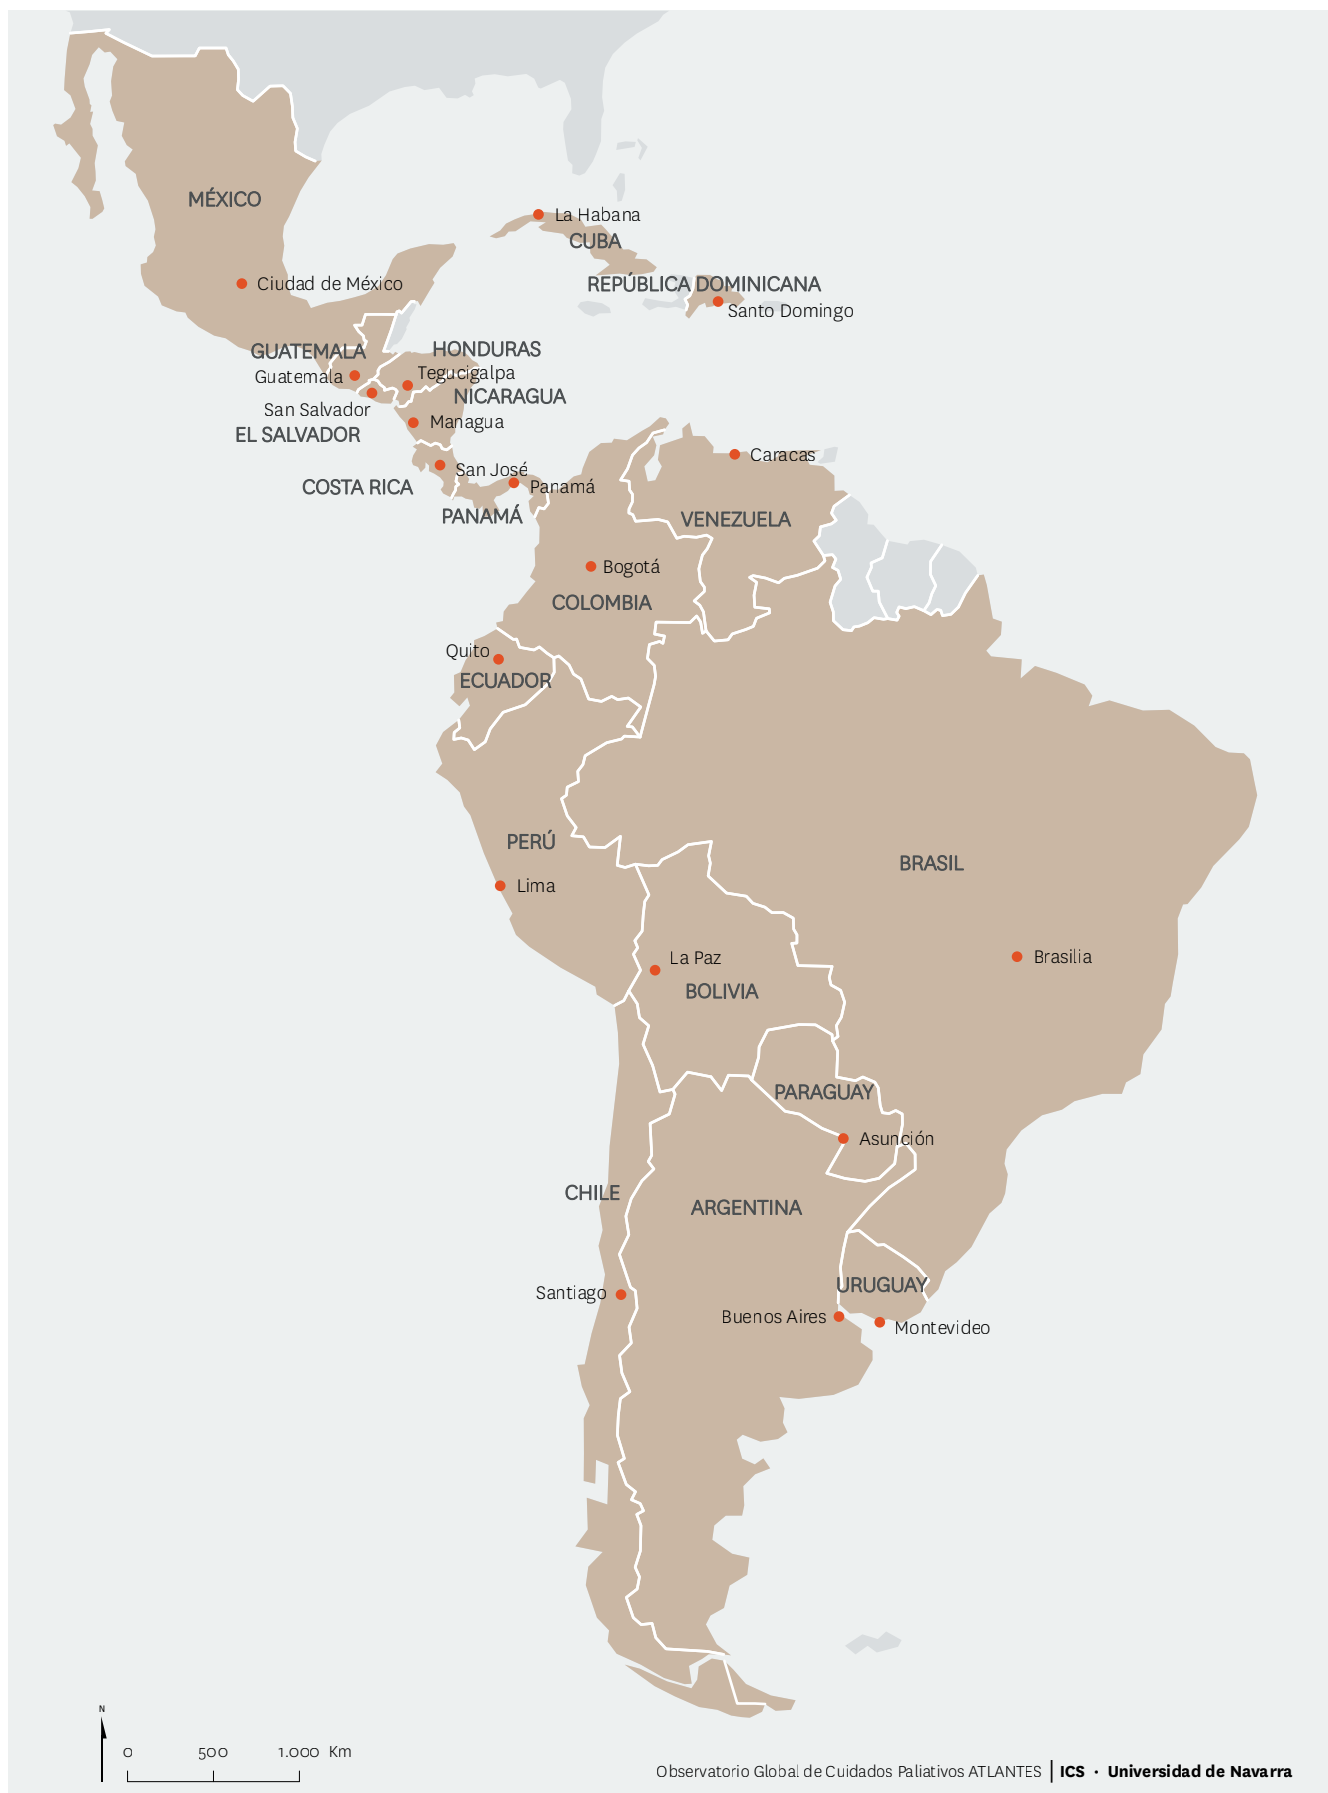 MÉXICO
La Habana
CUBA
Ciudad de México
REPÚBLICA DOMINICANA
Santo Domingo
GUATEMALA
HONDURAS
Guatemala
Tegucigalpa
NICARAGUA
San Salvador
Managua
EL SALVADOR
Caracas
San José
COSTA RICA
Panamá
PANAMÁ
VENEZUELA
Bogotá
COLOMBIA
Quito
ECUADOR
PERÚ
BRASIL
Lima
La Paz
Brasilia
BOLIVIA
PARAGUAY
Asunción
CHILE
ARGENTINA
URUGUAY
Santiago
Buenos Aires
Montevideo
N
0 500 1.000 Km
Observatorio Global de Cuidados Paliativos ATLANTES | ICS · Universidad de Navarra